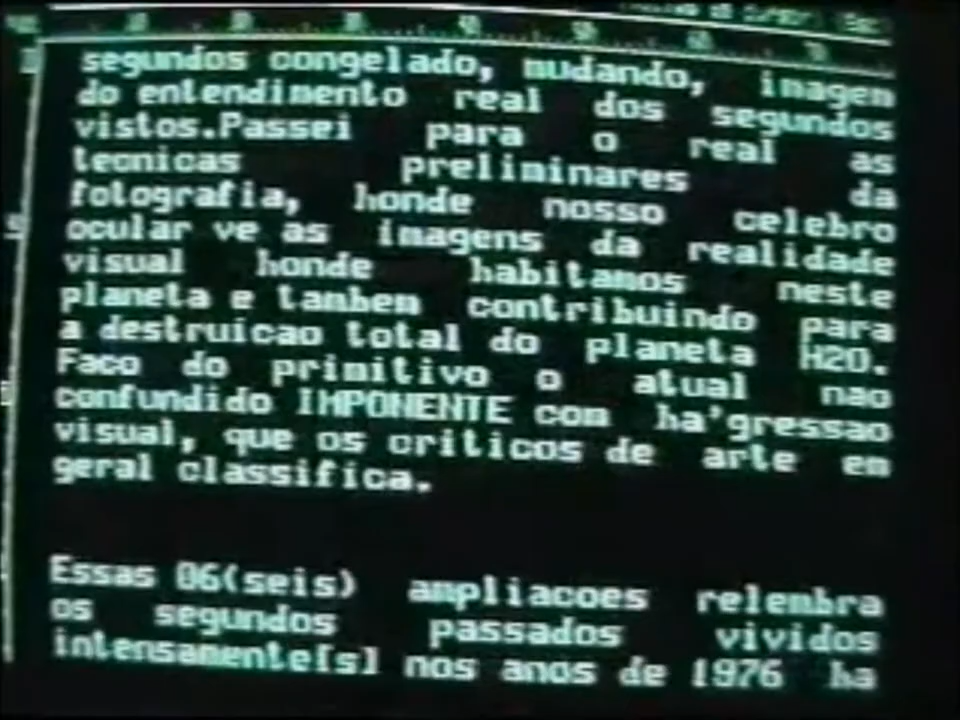 segundos congelado, mudando, imagem
do entendimento real dos segundos
vistos.Passei para o real as
tecnicas preliminares da
fotografia, honde nosso celebro
ocular ve as imagens da realidade
visual honde habitamos neste
planeta e tambem contribuindo para
a destruicao total do planeta H2O.
Faco do primitivo o atual nao
confundido IMPONENTE com ha'gressao
visual, que os criticos de arte em
geral classifica.
Essas 06(seis) ampliacoes relembra
os segundos passados vividos
intensamente[s] nos anos de 1976 ha